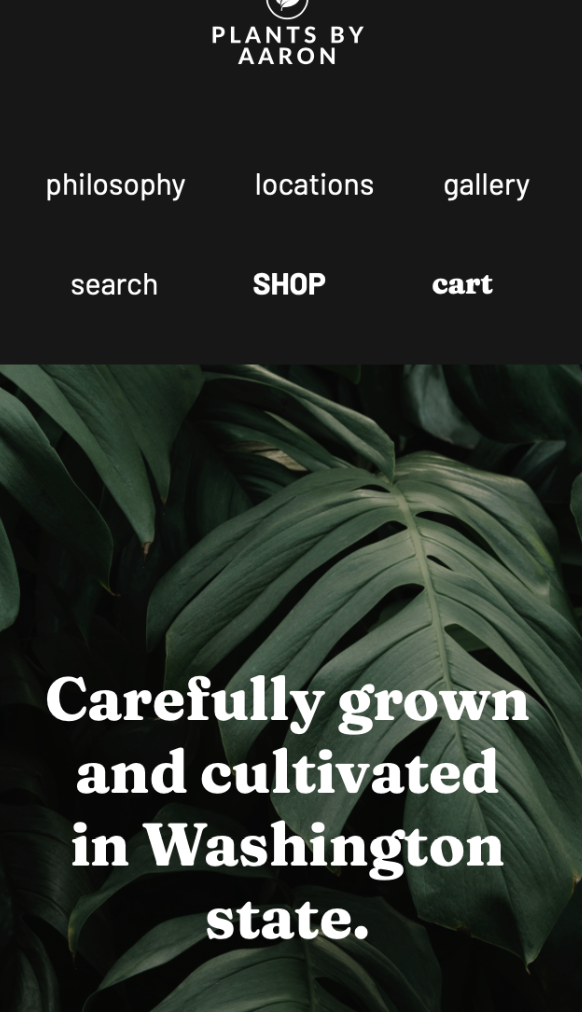 PLANTS BY
AARON
philosophy locations gallery
search SHOP cart
Carefully grown
and cultivated
in Washington
state.